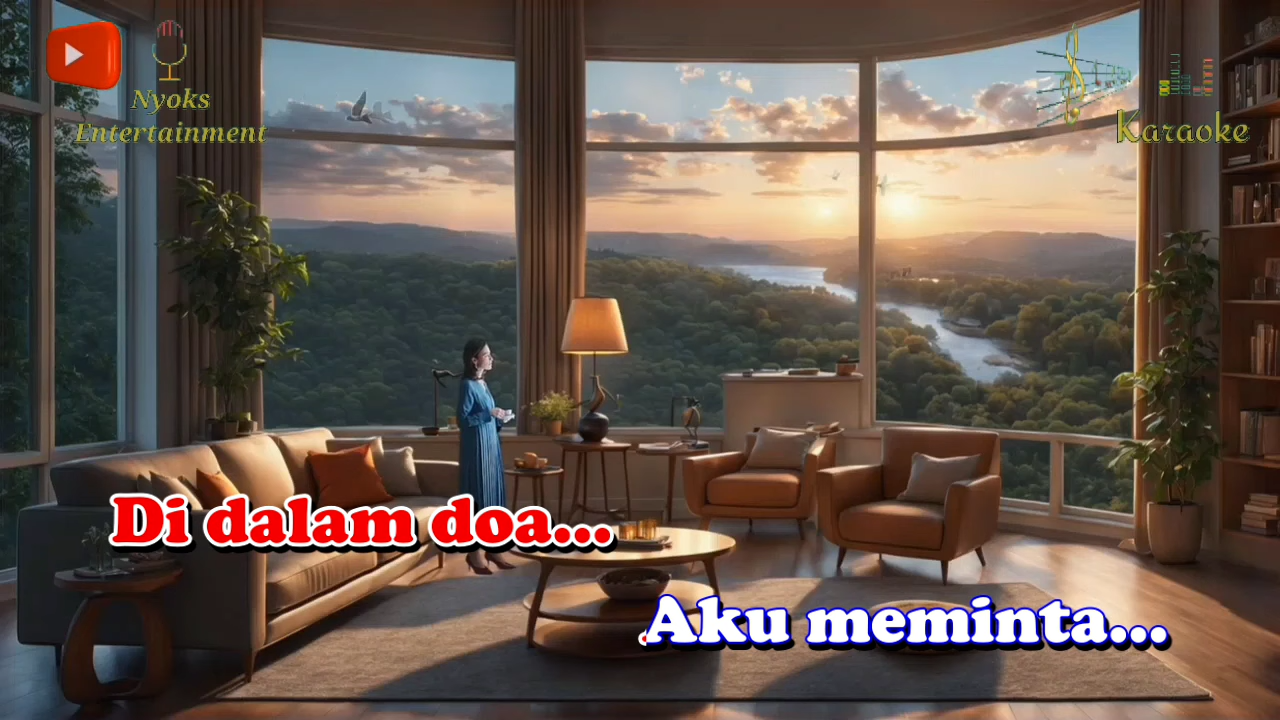 Nyoks
Entertainment
Karaoke
Di dalam doa...
Aku meminta...